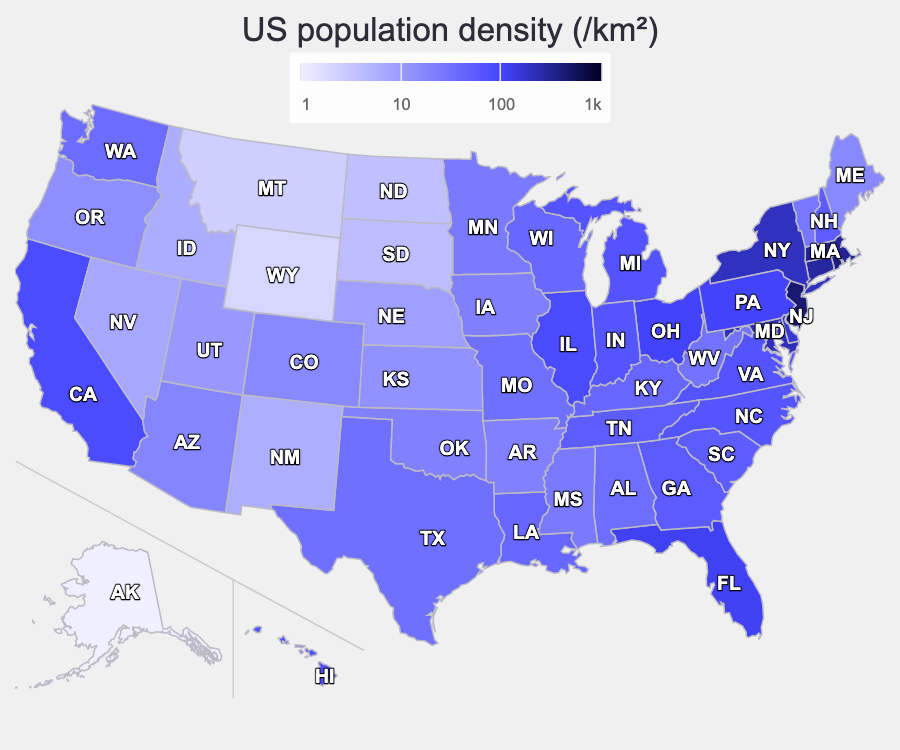 US population density (/km²)
1 10 100 1k
WA
ME
MT
ND
OR
NH
MN
WI
ID
NY
MA
SD
MI
WY
PA
IA
NE
NJ
NV
MD
OH
IN
IL
UT
WV
CO
VA
KS
MO
KY
CA
NC
TN
AZ
OK
AR
SC
NM
AL
GA
MS
LA
TX
FL
AK
HI